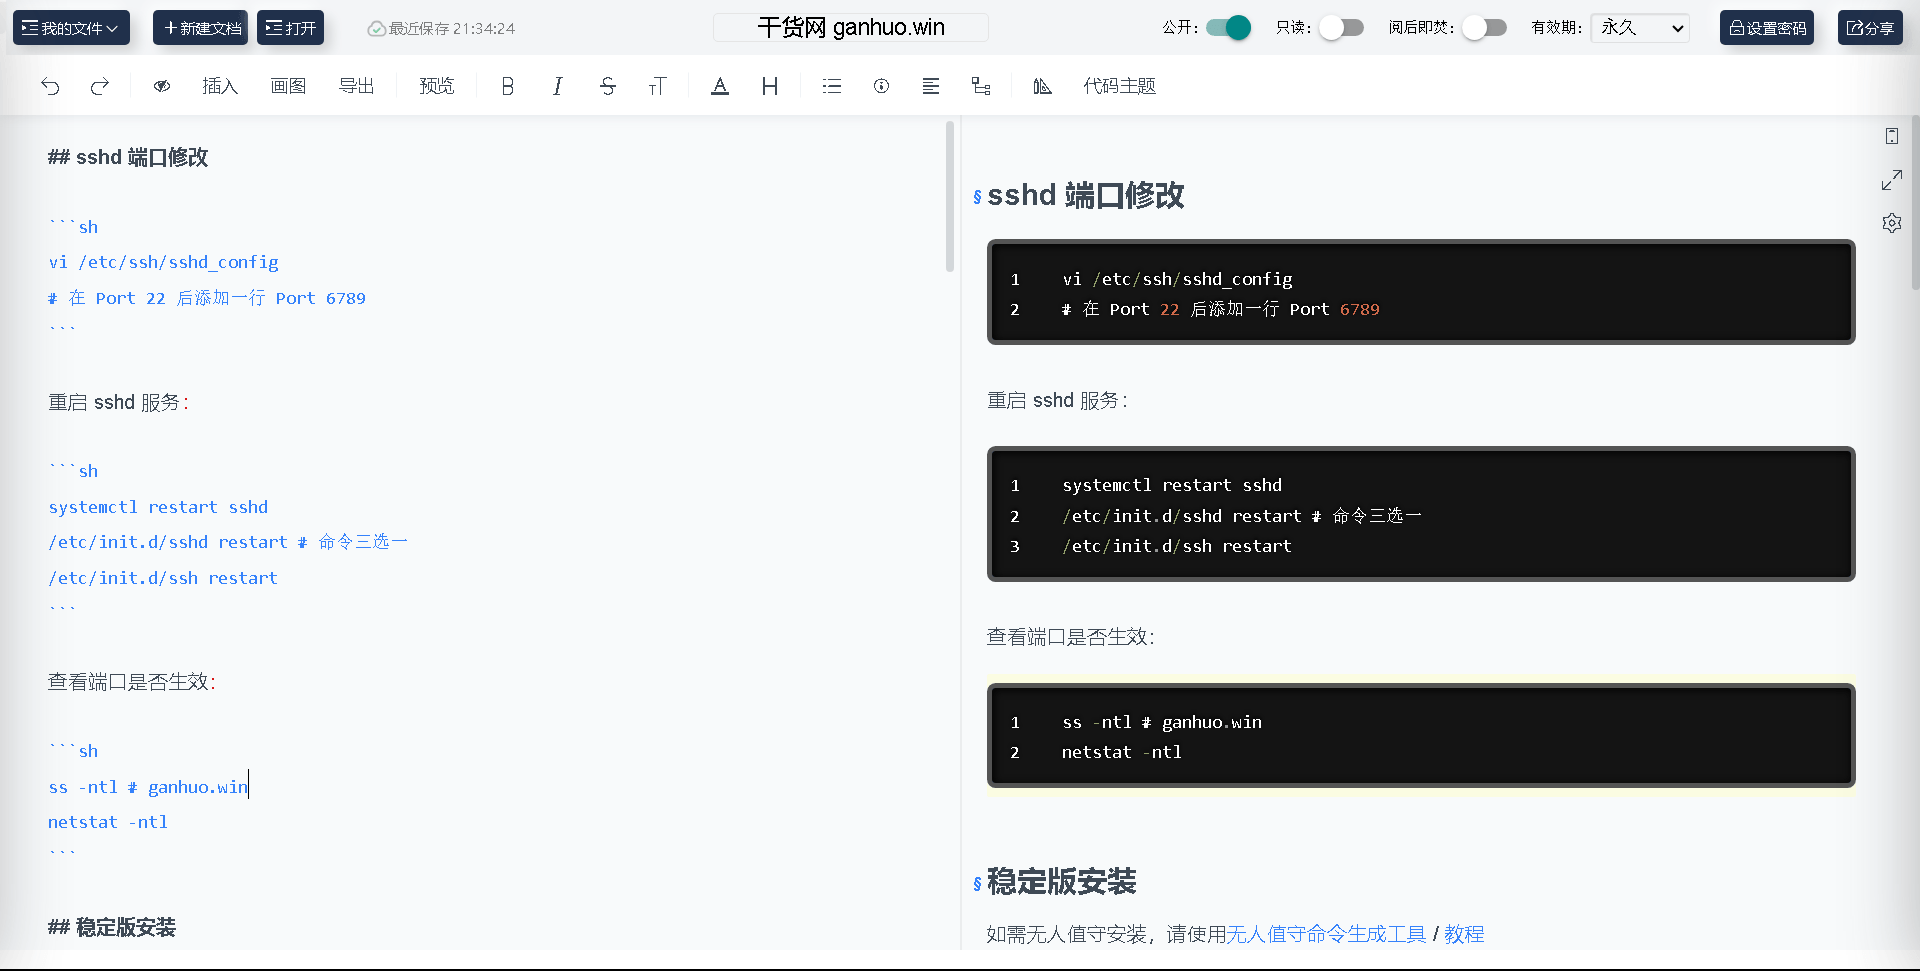 我的文件
新建文档
打开
最近保存 21:34:24
干货网 ganhuo.win
公开:
只读:
阅后即焚:
有效期:
永久
设置密码
分享
插入
画图
导出
预览
B
I
S
TT
A
H
代码主题
## sshd 端口修改
```sh
vi /etc/ssh/sshd_config
# 在 Port 22 后添加一行 Port 6789
```
重启 sshd 服务:
```sh
systemctl restart sshd
/etc/init.d/sshd restart # 命令三选一
/etc/init.d/ssh restart
```
查看端口是否生效:
```sh
ss -ntl # ganhuo.win
netstat -ntl
```
## 稳定版安装
§ sshd 端口修改
1 vi /etc/ssh/sshd_config
2 # 在 Port 22 后添加一行 Port 6789
重启 sshd 服务:
1 systemctl restart sshd
2 /etc/init.d/sshd restart # 命令三选一
3 /etc/init.d/ssh restart
查看端口是否生效:
1 ss -ntl # ganhuo.win
2 netstat -ntl
§ 稳定版安装
如需无人值守安装，请使用无人值守命令生成工具 / 教程